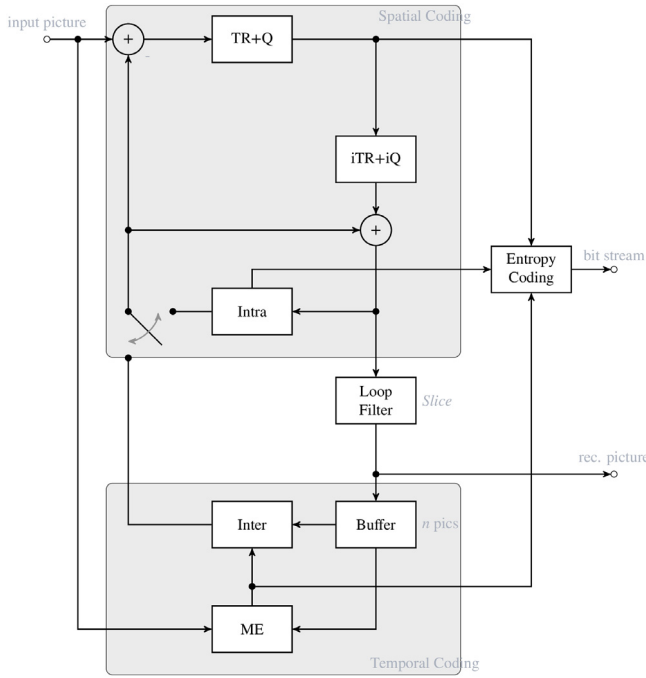 Spatial Coding
input picture
+
TR+Q
-
iTR+iQ
+
Entropy
Coding
bit stream
Intra
Loop
Filter
Slice
rec. picture
Inter
Buffer
n pics
ME
Temporal Coding